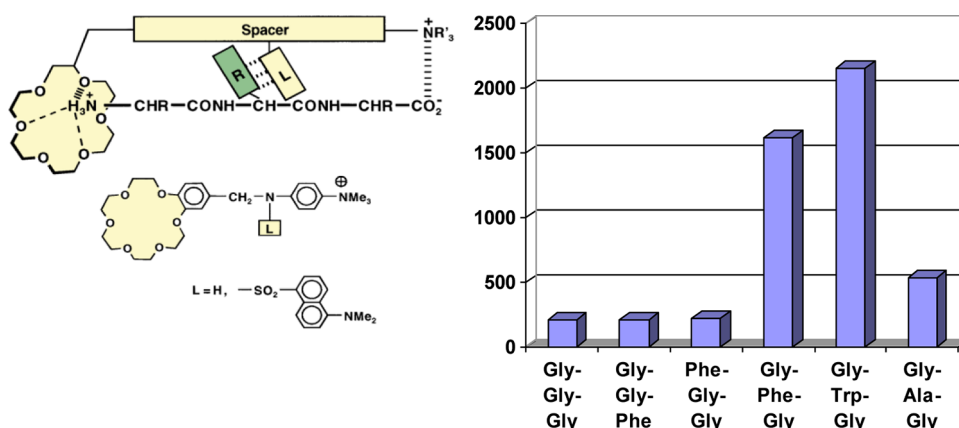 Spacer
+
NR'3
R
L
O
O
O
O
O
O
+
H3N
CHR
CONH
CH
CONH
CHR
CO2-
O
O
O
O
O
O
CH2
N
⊕
NMe3
L
L = H,
SO2
NMe2
2500
2000
1500
1000
500
0
Gly-
Gly-
Gly
Gly-
Gly-
Phe
Phe-
Gly-
Gly
Gly-
Phe-
Gly
Gly-
Trp-
Gly
Gly-
Ala-
Gly